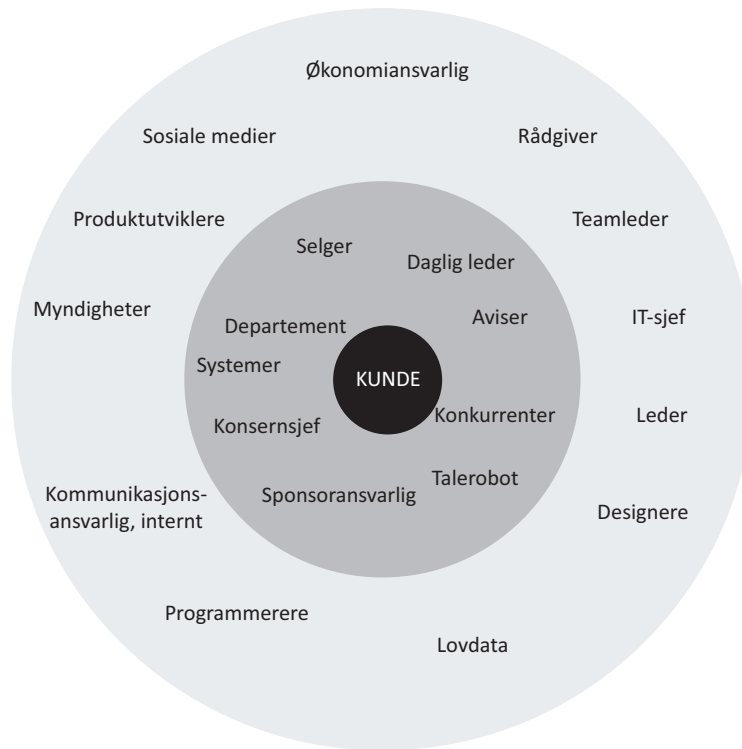 Økonomiansvarlig
Sosiale medier
Rådgiver
Produktutviklere
Teamleder
Selger
Daglig leder
Myndigheter
Departement
Aviser
IT-sjef
Systemer
KUNDE
Konsernsjef
Konkurrenter
Leder
Talerobot
Sponsoransvarlig
Kommunikasjons-
ansvarlig, internt
Designere
Programmerere
Lovdata